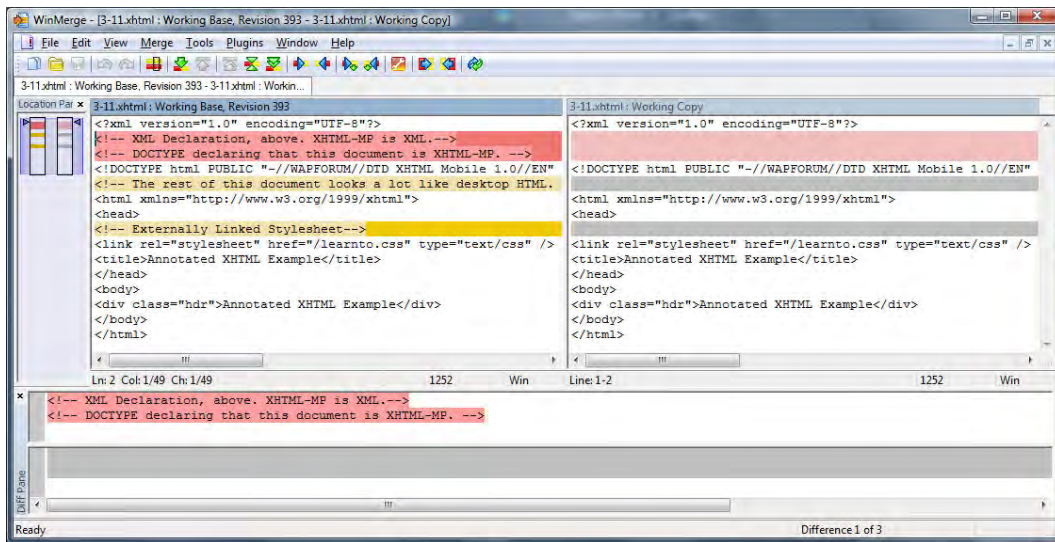 WinMerge - [3-11.xhtml : Working Base, Revision 393 - 3-11.xhtml : Working Copy]
File Edit View Merge Tools Plugins Window Help
3-11.xhtml : Working Base, Revision 393 - 3-11.xhtml : Workin...
Location Par
3-11.xhtml : Working Base, Revision 393
<?xml version="1.0" encoding="UTF-8"?>
<!-- XML Declaration, above. XHTML-MP is XML.-->
<!-- DOCTYPE declaring that this document is XHTML-MP. -->
<!DOCTYPE html PUBLIC "-//WAPFORUM//DTD XHTML Mobile 1.0//EN"
<!-- The rest of this document looks a lot like desktop HTML.
<html xmlns="http://www.w3.org/1999/xhtml">
<head>
<!-- Externally Linked Stylesheet-->
<link rel="stylesheet" href="/learnto.css" type="text/css" />
<title>Annotated XHTML Example</title>
</head>
<body>
<div class="hdr">Annotated XHTML Example</div>
</body>
</html>
Ln: 2 Col: 1/49 Ch: 1/49 1252 Win
3-11.xhtml : Working Copy
<?xml version="1.0" encoding="UTF-8"?>
<!DOCTYPE html PUBLIC "-//WAPFORUM//DTD XHTML Mobile 1.0//EN"
<html xmlns="http://www.w3.org/1999/xhtml">
<head>
<link rel="stylesheet" href="/learnto.css" type="text/css" />
<title>Annotated XHTML Example</title>
</head>
<body>
<div class="hdr">Annotated XHTML Example</div>
</body>
</html>
Line: 1-2 1252 Win
<!-- XML Declaration, above. XHTML-MP is XML.-->
<!-- DOCTYPE declaring that this document is XHTML-MP. -->
Diff Pane
Ready Difference 1 of 3